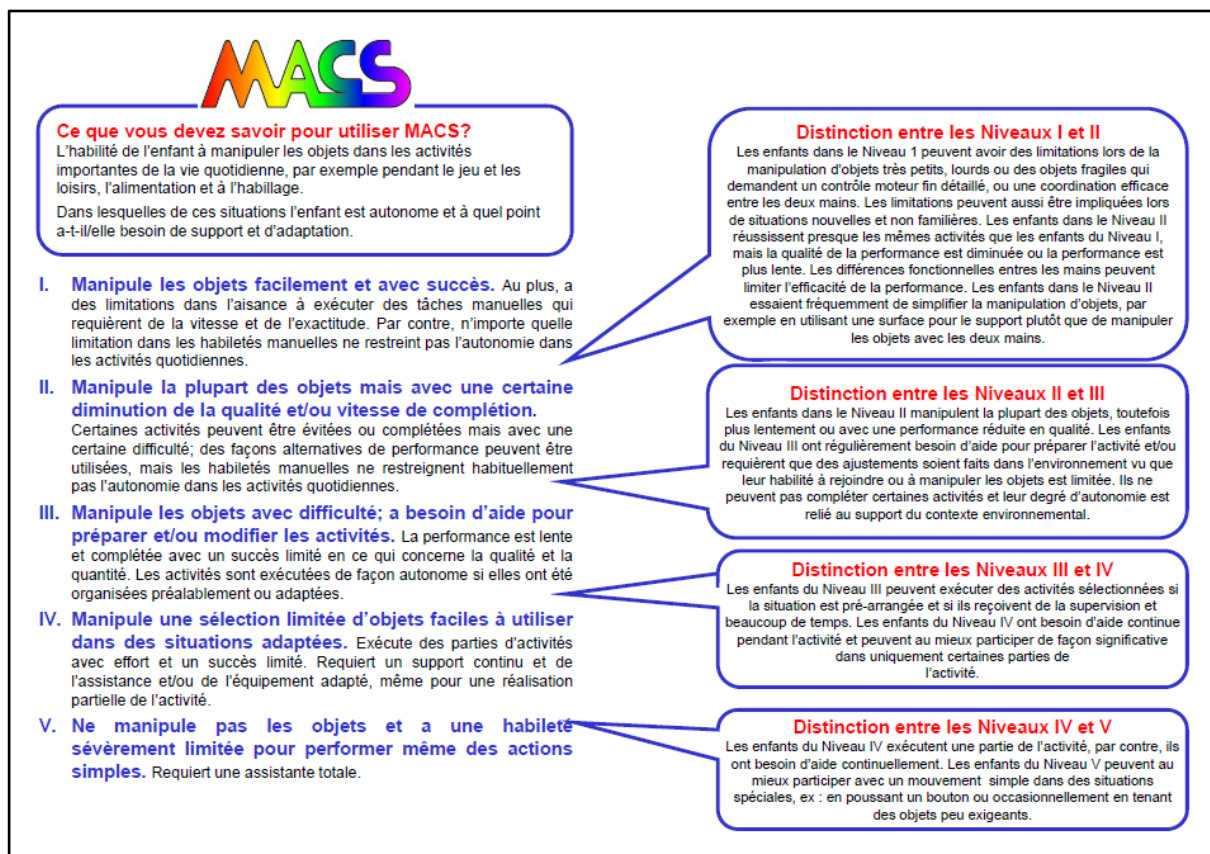 MACS
Ce que vous devez savoir pour utiliser MACS?
L'habilité de l'enfant à manipuler les objets dans les activités
importantes de la vie quotidienne, par exemple pendant le jeu et les
loisirs, l'alimentation et à l'habillage.
Dans lesquelles de ces situations l'enfant est autonome et à quel point
a-t-il/elle besoin de support et d'adaptation.
I. Manipule les objets facilement et avec succès. Au plus, a
des limitations dans l'aisance à exécuter des tâches manuelles qui
requièrent de la vitesse et de l'exactitude. Par contre, n'importe quelle
limitation dans les habiletés manuelles ne restreint pas l'autonomie dans
les activités quotidiennes.
II. Manipule la plupart des objets mais avec une certaine
diminution de la qualité et/ou vitesse de complétion.
Certaines activités peuvent être évitées ou complétées mais avec une
certaine difficulté; des façons alternatives de performance peuvent être
utilisées, mais les habiletés manuelles ne restreignent habituellement
pas l'autonomie dans les activités quotidiennes.
III. Manipule les objets avec difficulté; a besoin d'aide pour
préparer et/ou modifier les activités. La performance est lente
et complétée avec un succès limité en ce qui concerne la qualité et la
quantité. Les activités sont exécutées de façon autonome si elles ont été
organisées préalablement ou adaptées.
IV. Manipule une sélection limitée d'objets faciles à utiliser
dans des situations adaptées. Exécute des parties d'activités
avec effort et un succès limité. Requiert un support continu et de
l'assistance et/ou de l'équipement adapté, même pour une réalisation
partielle de l'activité.
V. Ne manipule pas les objets et a une habileté
sévèrement limitée pour performer même des actions
simples. Requiert une assistante totale.
Distinction entre les Niveaux I et II
Les enfants dans le Niveau 1 peuvent avoir des limitations lors de la
manipulation d'objets très petits, lourds ou des objets fragiles qui
demandent un contrôle moteur fin détaillé, ou une coordination efficace
entre les deux mains. Les limitations peuvent aussi être impliquées lors
de situations nouvelles et non familières. Les enfants dans le Niveau II
réussissent presque les mêmes activités que les enfants du Niveau I,
mais la qualité de la performance est diminuée ou la performance est
plus lente. Les différences fonctionnelles entres les mains peuvent
limiter l'efficacité de la performance. Les enfants dans le Niveau II
essaient fréquemment de simplifier la manipulation d'objets, par
exemple en utilisant une surface pour le support plutôt que de manipuler
les objets avec les deux mains.
Distinction entre les Niveaux II et III
Les enfants dans le Niveau II manipulent la plupart des objets, toutefois
plus lentement ou avec une performance réduite en qualité. Les enfants
du Niveau III ont régulièrement besoin d'aide pour préparer l'activité et/ou
requièrent que des ajustements soient faits dans l'environnement vu que
leur habilité à rejoindre ou à manipuler les objets est limitée. Ils ne
peuvent pas compléter certaines activités et leur degré d'autonomie est
relié au support du contexte environnemental.
Distinction entre les Niveaux III et IV
Les enfants du Niveau III peuvent exécuter des activités sélectionnées si
la situation est pré-arrangée et si ils reçoivent de la supervision et
beaucoup de temps. Les enfants du Niveau IV ont besoin d'aide continue
pendant l'activité et peuvent au mieux participer de façon significative
dans uniquement certaines parties de
l'activité.
Distinction entre les Niveaux IV et V
Les enfants du Niveau IV exécutent une partie de l'activité, par contre, ils
ont besoin d'aide continuellement. Les enfants du Niveau V peuvent au
mieux participer avec un mouvement simple dans des situations
spéciales, ex : en poussant un bouton ou occasionnellement en tenant
des objets peu exigeants.